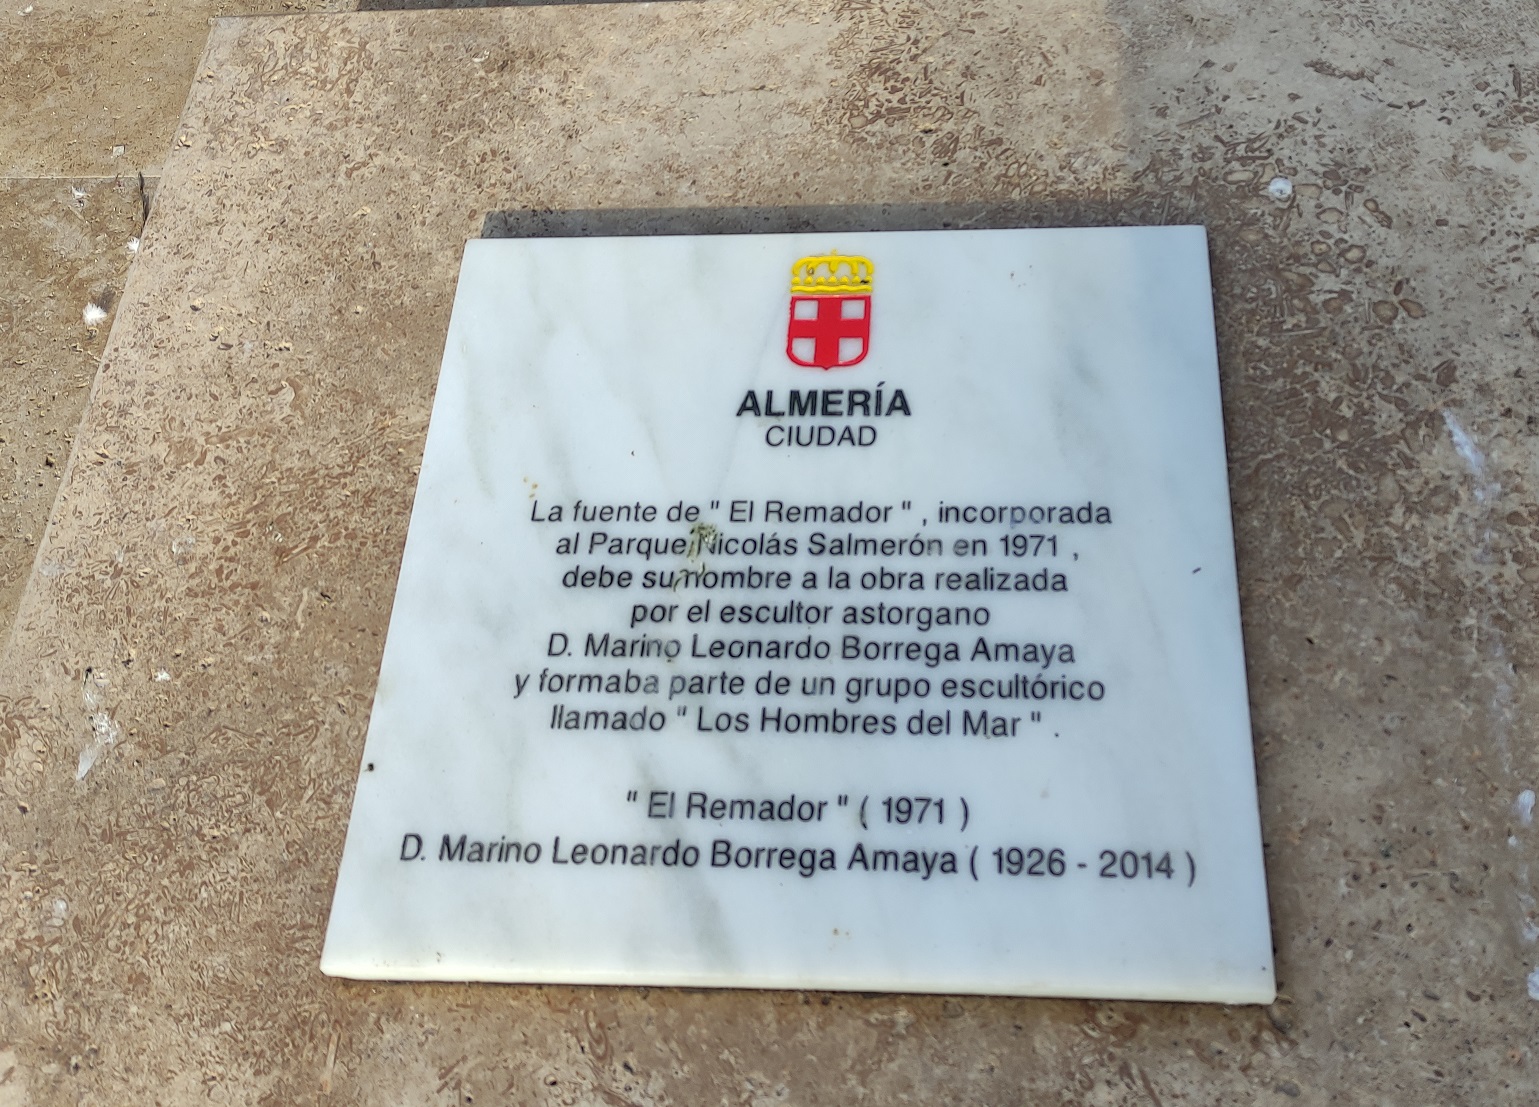 ALMERÍA
CIUDAD
La fuente de " El Remador " , incorporada
al Parque Nicolás Salmerón en 1971 ,
debe su nombre a la obra realizada
por el escultor astorgano
D. Marino Leonardo Borrega Amaya
y formaba parte de un grupo escultórico
llamado " Los Hombres del Mar " .
" El Remador " ( 1971 )
D. Marino Leonardo Borrega Amaya ( 1926 - 2014 )